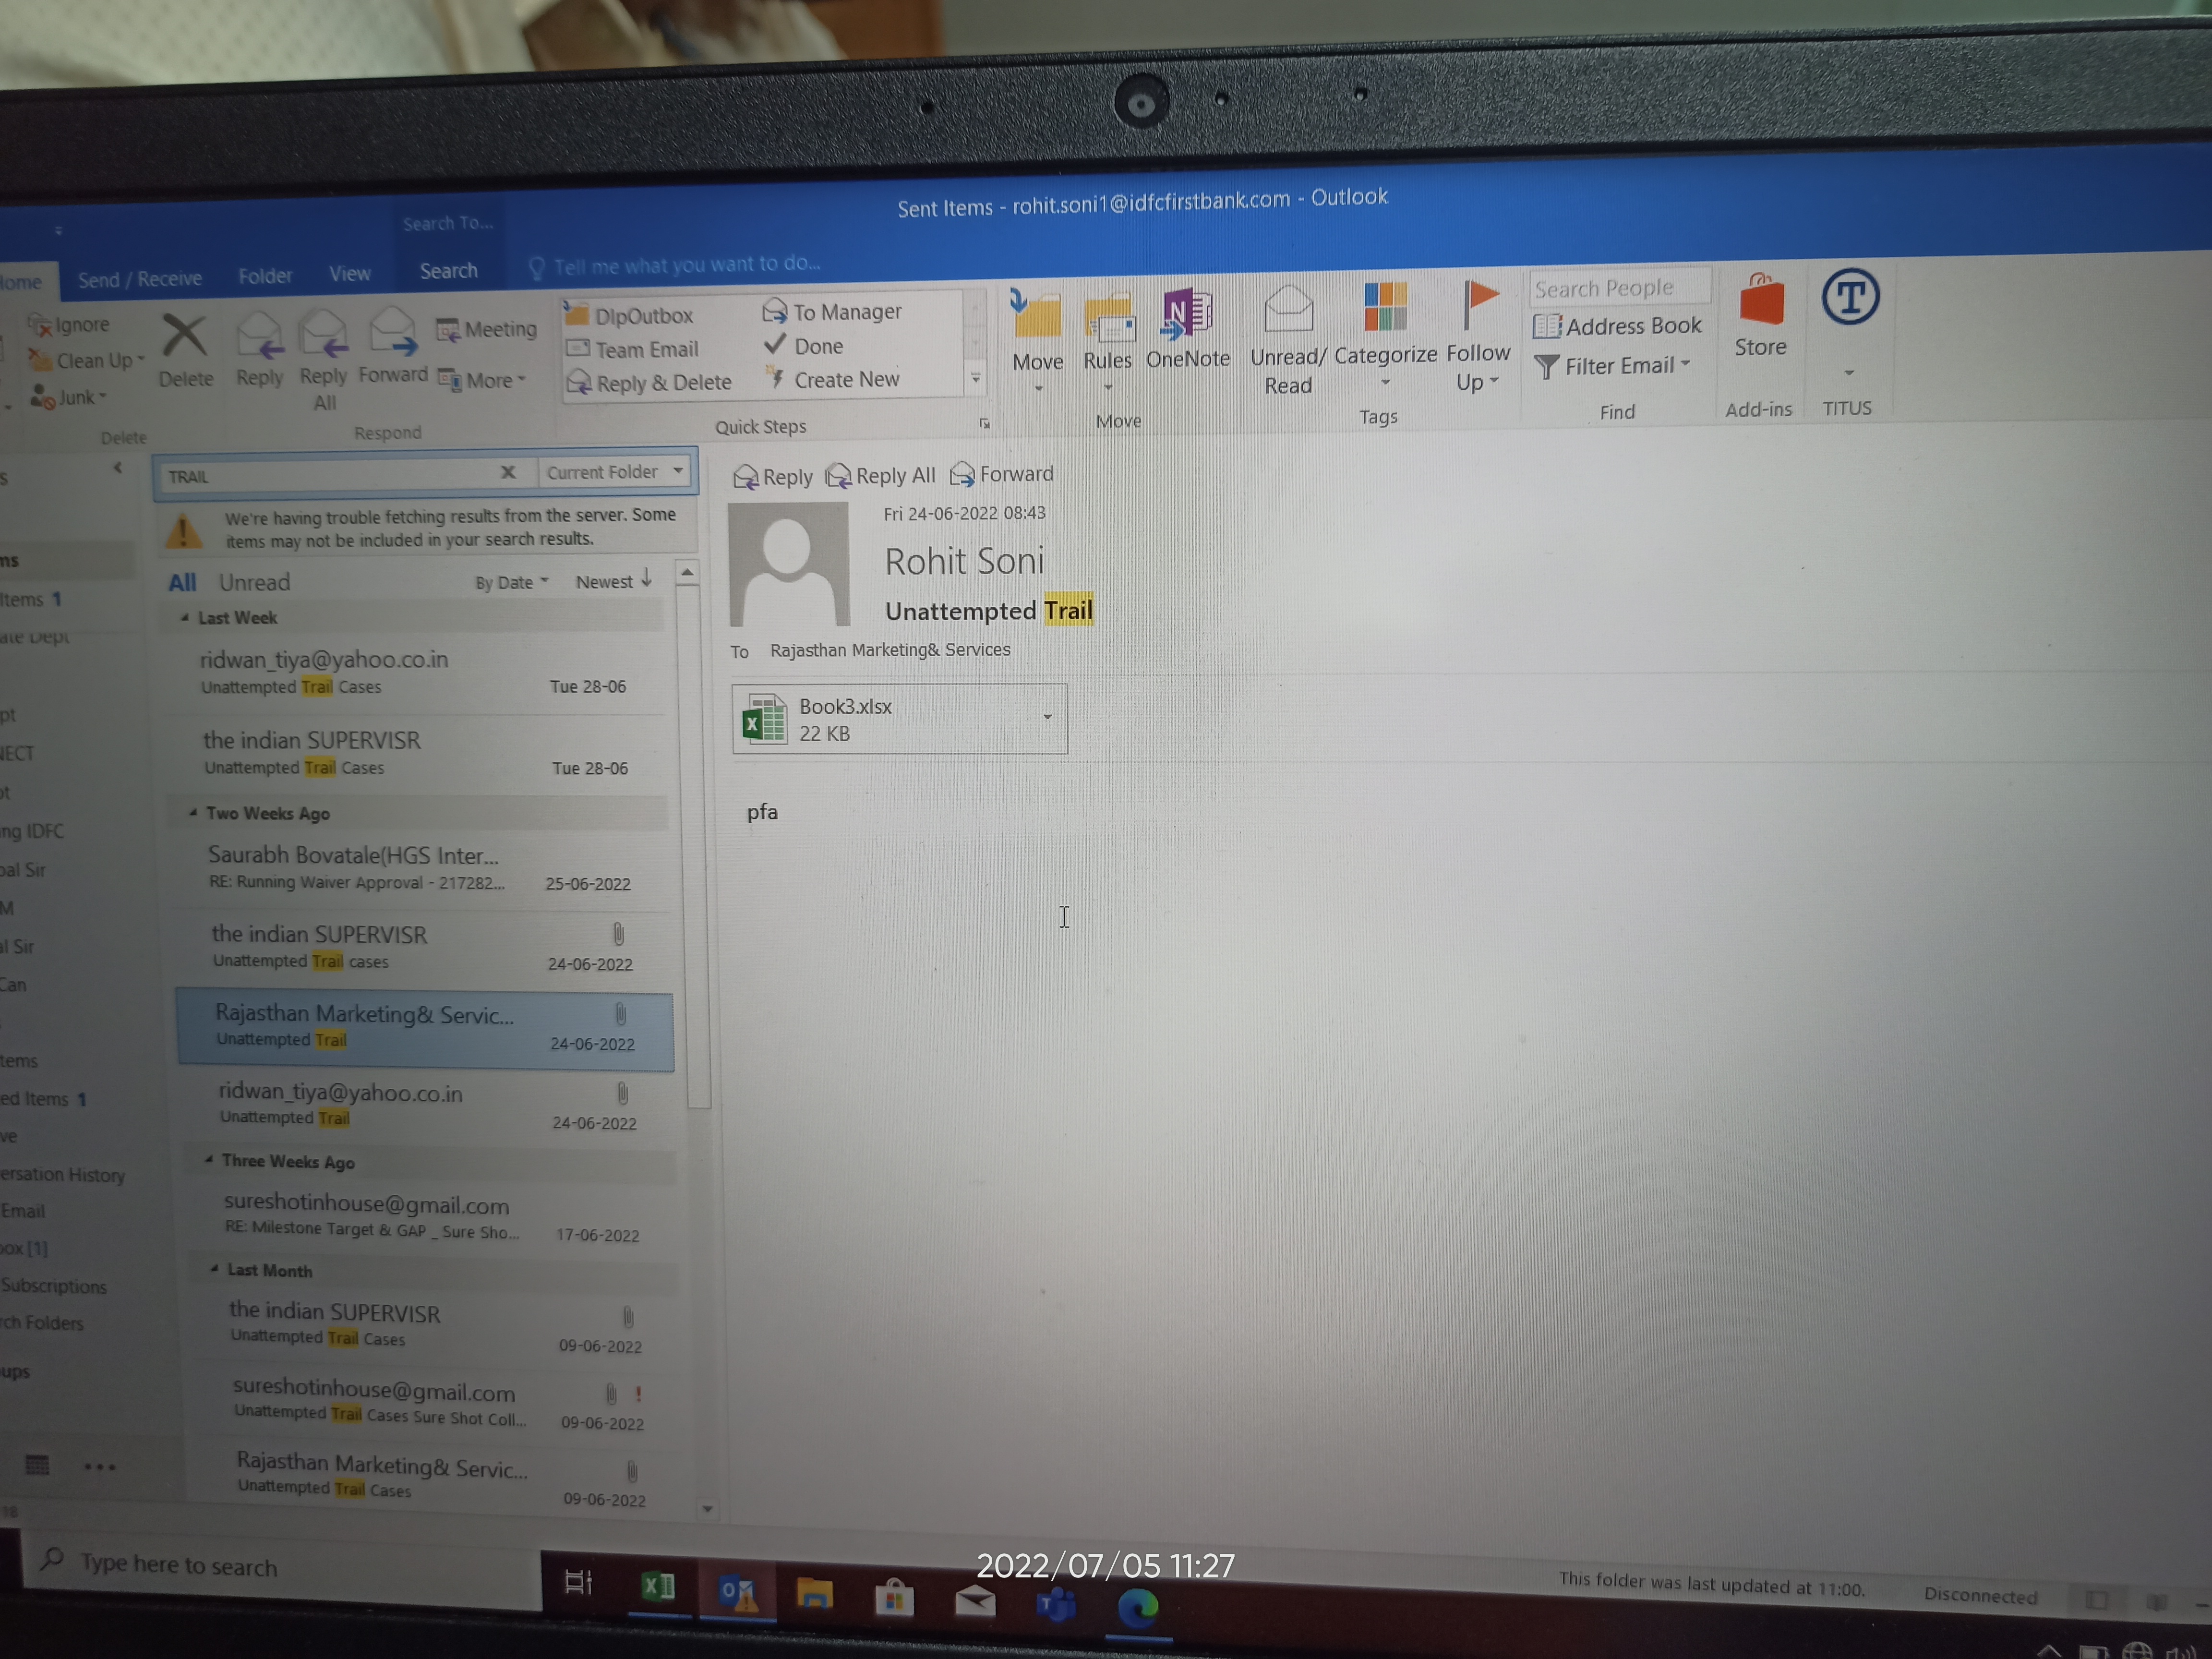 Sent Items - rohit.soni1@idfcfirstbank.com - Outlook
Search To...
Send / Receive
Folder
View
Search
Tell me what you want to do...
Ignore
Clean Up
Junk
Delete
Reply
Reply All
Forward
Meeting
More
DlpOutbox
Team Email
Reply & Delete
To Manager
Done
Create New
Move
Rules
OneNote
Unread/ Read
Categorize
Follow Up
Search People
Address Book
Filter Email
Store
Delete
Respond
Quick Steps
Move
Tags
Find
Add-ins
TITUS
TRAIL
Current Folder
We're having trouble fetching results from the server. Some
items may not be included in your search results.
All
Unread
By Date
Newest
Last Week
ridwan_tiya@yahoo.co.in
Unattempted Trail Cases
Tue 28-06
the indian SUPERVISR
Unattempted Trail Cases
Tue 28-06
Two Weeks Ago
Saurabh Bovatale(HGS Inter...
RE: Running Waiver Approval - 217282...
25-06-2022
the indian SUPERVISR
Unattempted Trail cases
24-06-2022
Rajasthan Marketing& Servic...
Unattempted Trail
24-06-2022
ridwan_tiya@yahoo.co.in
Unattempted Trail
24-06-2022
Three Weeks Ago
sureshotinhouse@gmail.com
RE: Milestone Target & GAP _ Sure Sho...
17-06-2022
Last Month
the indian SUPERVISR
Unattempted Trail Cases
09-06-2022
sureshotinhouse@gmail.com
Unattempted Trail Cases Sure Shot Coll...
09-06-2022
Rajasthan Marketing& Servic...
Unattempted Trail Cases
09-06-2022
Items 1
ng IDFC
al Sir
Can
tems
ed Items 1
ersation History
Email
ox [1]
Subscriptions
rch Folders
ups
18
Reply
Reply All
Forward
Fri 24-06-2022 08:43
Rohit Soni
Unattempted Trail
To Rajasthan Marketing& Services
Book3.xlsx
22 KB
pfa
This folder was last updated at 11:00.
Disconnected
Type here to search
2022/07/05 11:27